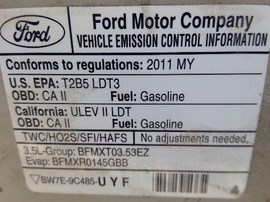 Ford
Ford Motor Company
VEHICLE EMISSION CONTROL INFORMATION
Conforms to regulations: 2011 MY
U.S. EPA: T2B5 LDT3
OBD: CA II Fuel: Gasoline
California: ULEV II LDT
OBD: CA II Fuel: Gasoline
TWC/HO2S/SFI/HAFS No adjustments needed.
3.5L-Group: BFMXT03.53EZ
Evap: BFMXR0145GBB
BW7E-9C485-UYF